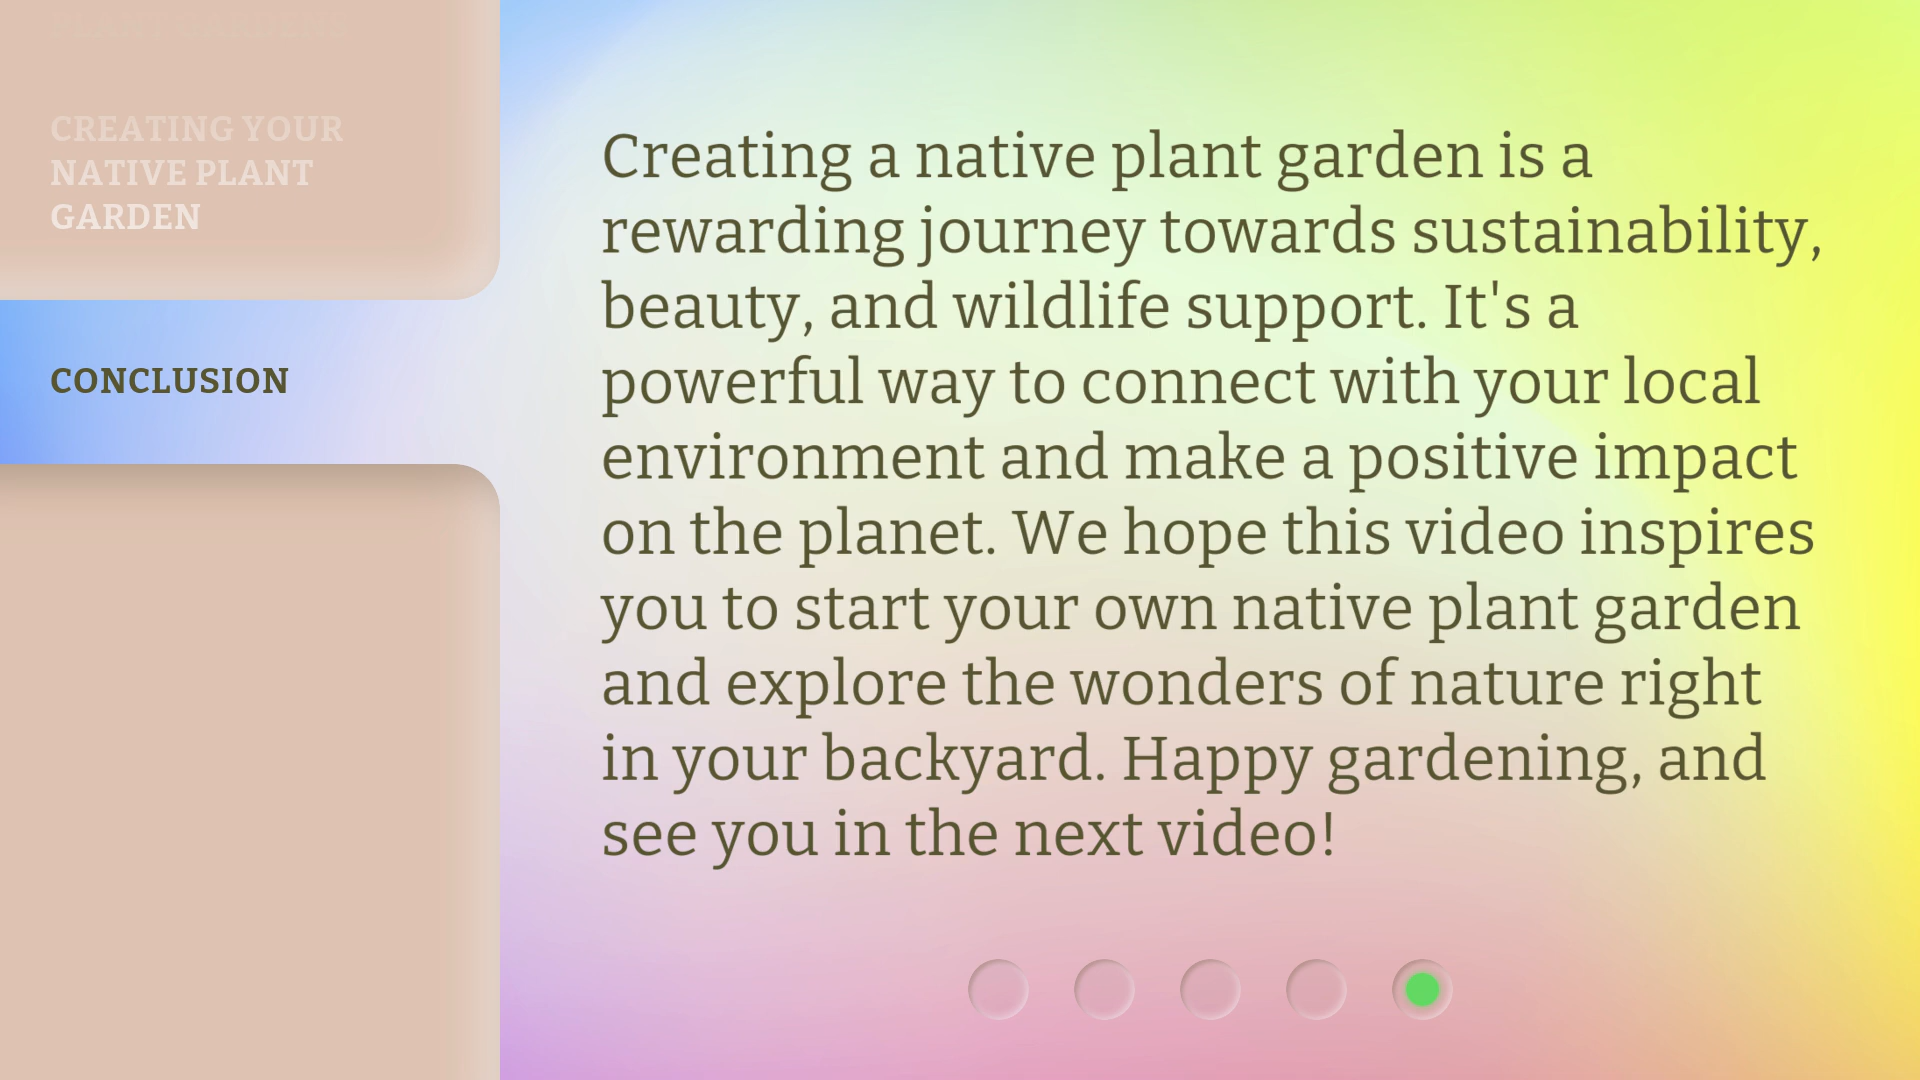 PLANT GARDENS
CREATING YOUR
NATIVE PLANT
GARDEN
CONCLUSION
Creating a native plant garden is a
rewarding journey towards sustainability,
beauty, and wildlife support. It's a
powerful way to connect with your local
environment and make a positive impact
on the planet. We hope this video inspires
you to start your own native plant garden
and explore the wonders of nature right
in your backyard. Happy gardening, and
see you in the next video!